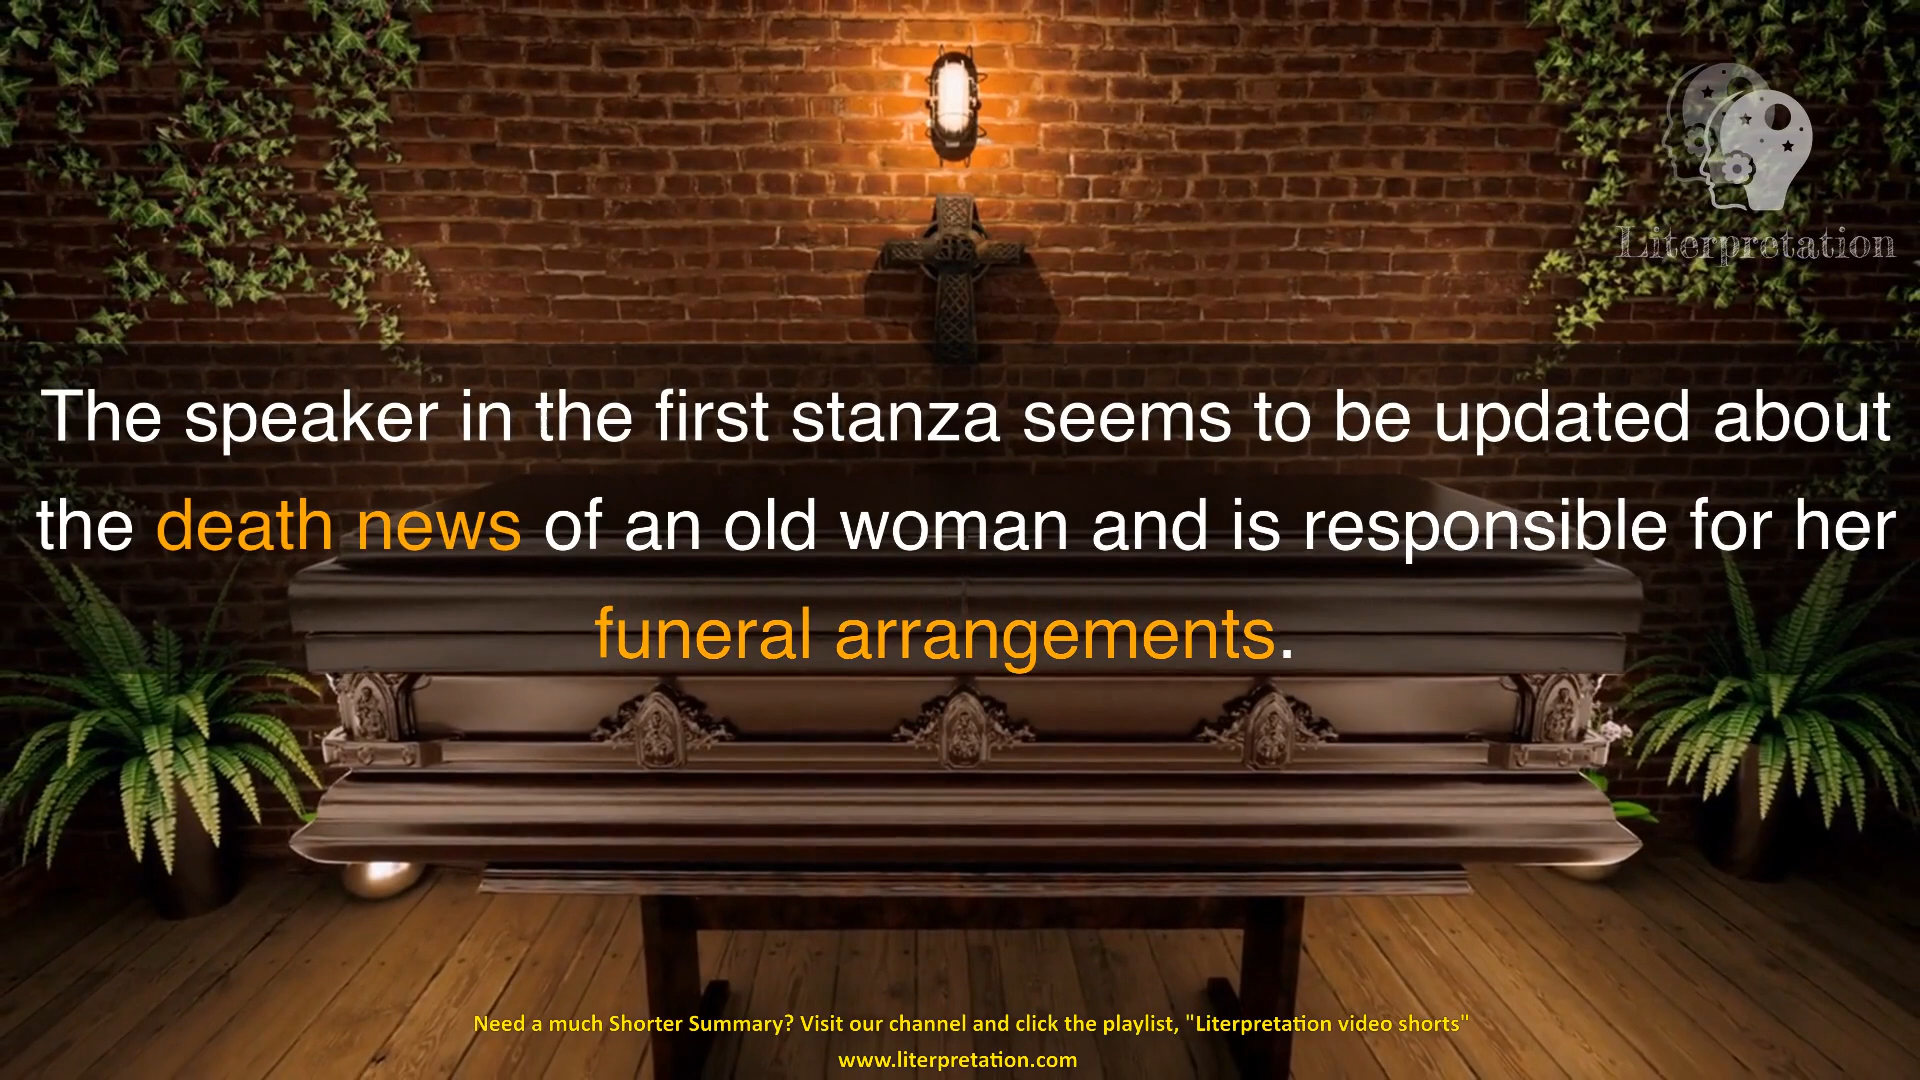 Literpretation
The speaker in the first stanza seems to be updated about
the death news of an old woman and is responsible for her
funeral arrangements.
Need a much Shorter Summary? Visit our channel and click the playlist, "Literpretation video shorts"
www.literpretation.com